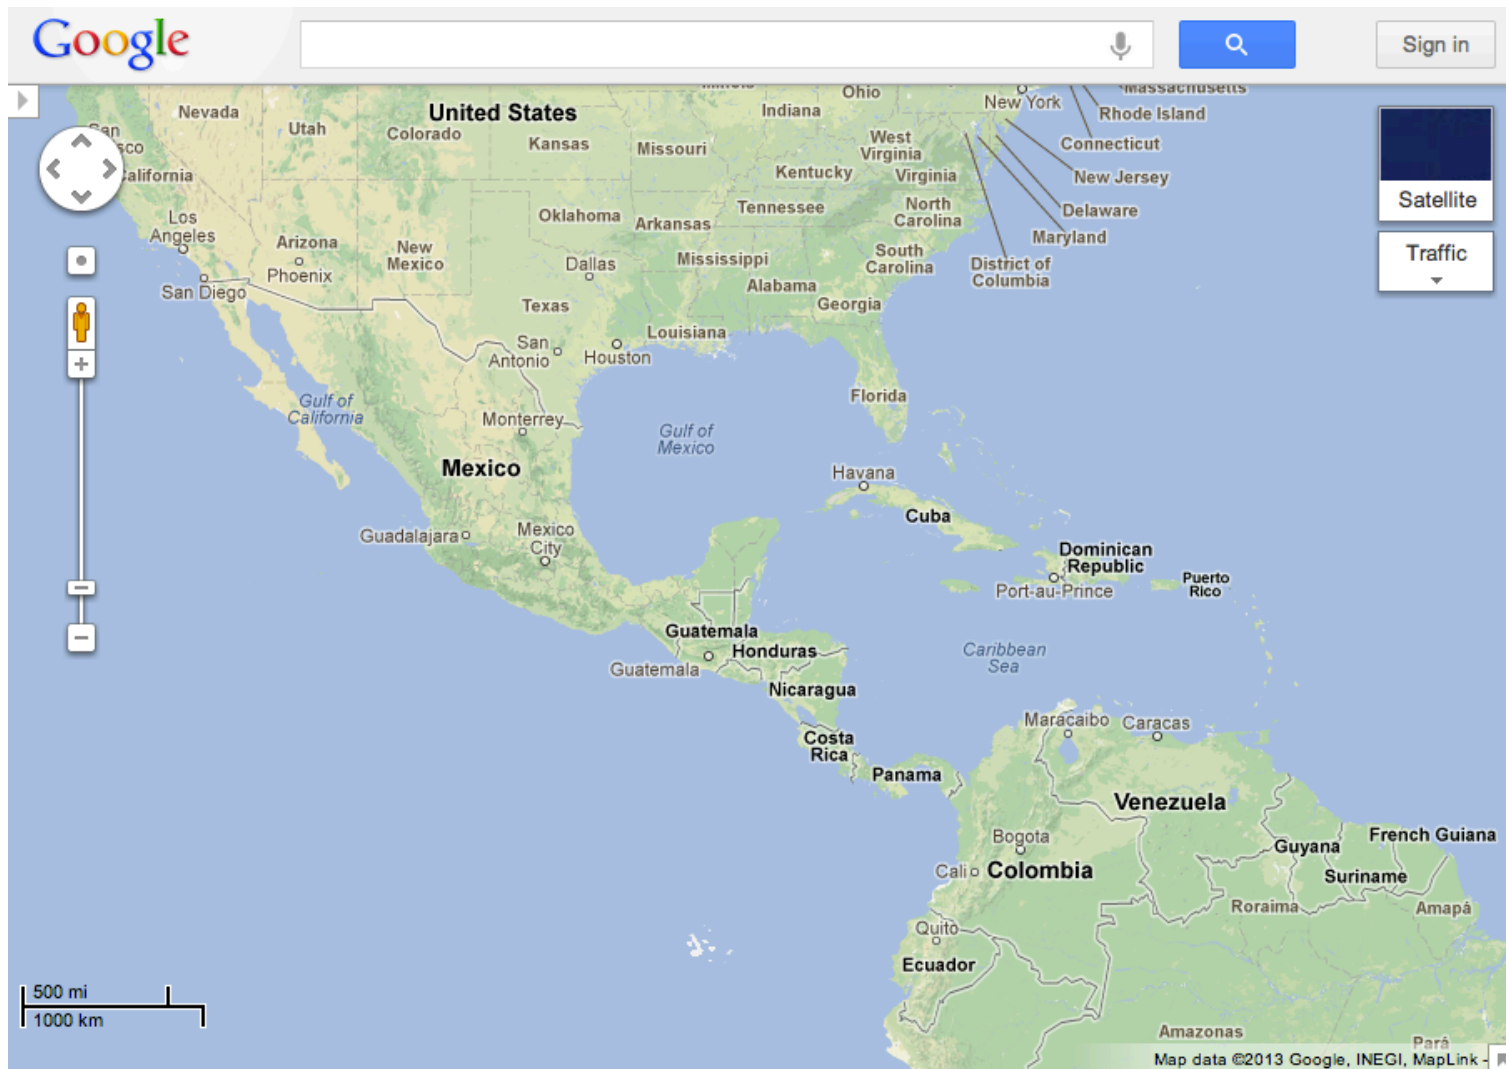 Google
Sign in
Satellite
Traffic
Massachusetts
Ohio
New York
Nevada
United States
Indiana
Rhode Island
Utah
Colorado
Kansas
Missouri
West
Virginia
Connecticut
California
Kentucky
Virginia
New Jersey
Los
Angeles
Oklahoma
Arkansas
Tennessee
North
Carolina
Delaware
Maryland
Arizona
New
Mexico
Phoenix
Dallas
Mississippi
South
Carolina
District of
Columbia
San Diego
Texas
Alabama
Georgia
San
Antonio
Houston
Louisiana
Gulf of
California
Florida
Monterrey
Gulf of
Mexico
Mexico
Havana
Cuba
Guadalajara
Mexico
City
Dominican
Republic
Port-au-Prince
Puerto
Rico
Guatemala
Honduras
Guatemala
Caribbean
Sea
Nicaragua
Costa
Rica
Maracaibo
Caracas
Panama
Venezuela
Bogota
Cali
Colombia
Guyana
French Guiana
Suriname
Roraima
Amapá
Quito
Ecuador
500 mi
1000 km
Amazonas
Pará
Map data ©2013 Google, INEGI, MapLink -